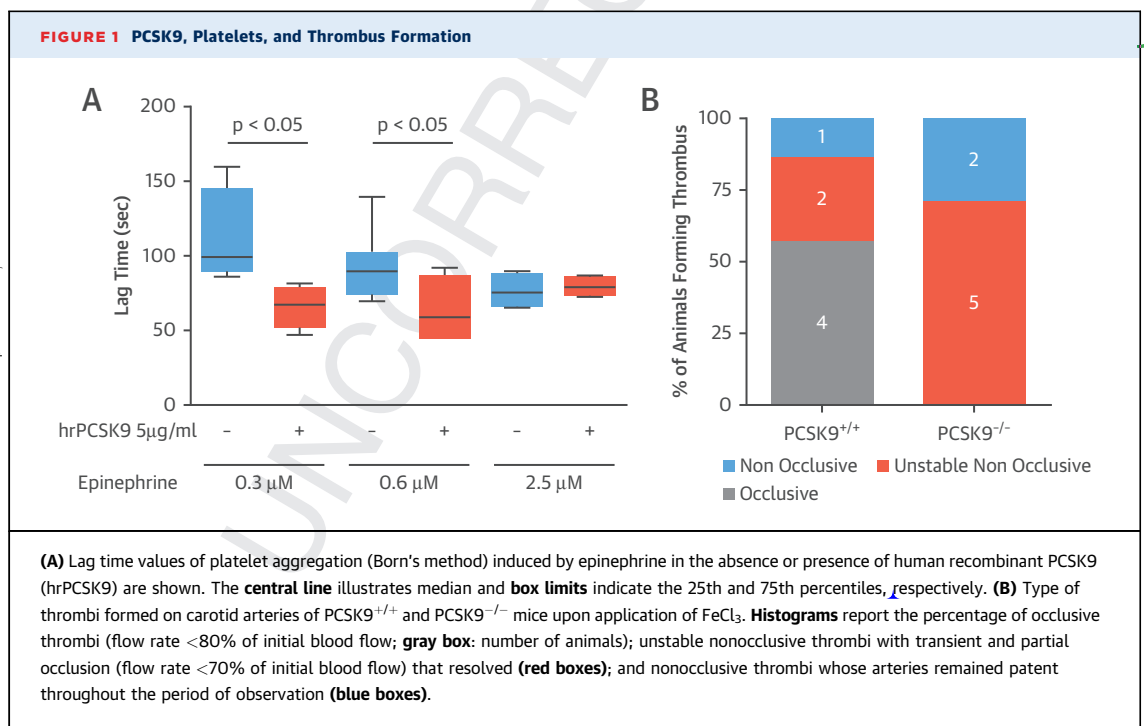 FIGURE 1 PCSK9, Platelets, and Thrombus Formation
UNCORREC
A
200
150
100
50
0
Lag Time (sec)
p < 0.05
p < 0.05
hrPCSK9 5μg/ml
– + – + – +
Epinephrine
0.3 μM 0.6 μM 2.5 μM
B
100
75
50
25
0
% of Animals Forming Thrombus
1
2
4
2
5
PCSK9+/+ PCSK9-/-
Non Occlusive Unstable Non Occlusive
Occlusive
(A) Lag time values of platelet aggregation (Born's method) induced by epinephrine in the absence or presence of human recombinant PCSK9
(hrPCSK9) are shown. The central line illustrates median and box limits indicate the 25th and 75th percentiles, respectively. (B) Type of
thrombi formed on carotid arteries of PCSK9+/+ and PCSK9−/− mice upon application of FeCl3. Histograms report the percentage of occlusive
thrombi (flow rate <80% of initial blood flow; gray box: number of animals); unstable nonocclusive thrombi with transient and partial
occlusion (flow rate <70% of initial blood flow) that resolved (red boxes); and nonocclusive thrombi whose arteries remained patent
throughout the period of observation (blue boxes).